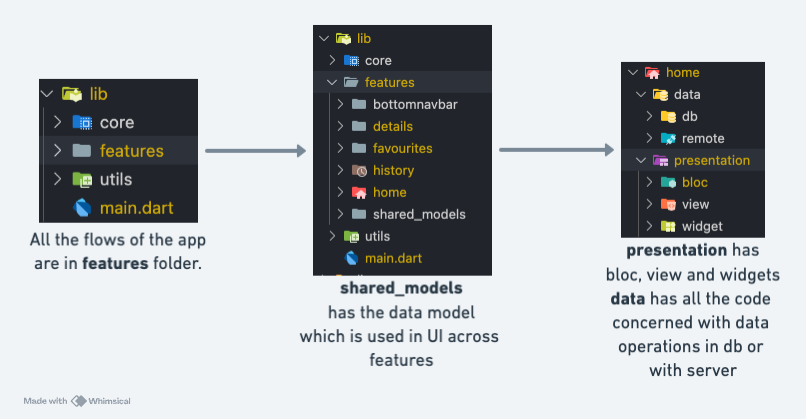 lib
core
features
utils
main.dart
All the flows of the app
are in features folder.
lib
core
features
bottomnavbar
details
favourites
history
home
shared_models
utils
main.dart
shared_models
has the data model
which is used in UI across
features
home
data
db
remote
presentation
bloc
view
widget
presentation has
bloc, view and widgets
data has all the code
concerned with data
operations in db or
with server
Made with Whimsical